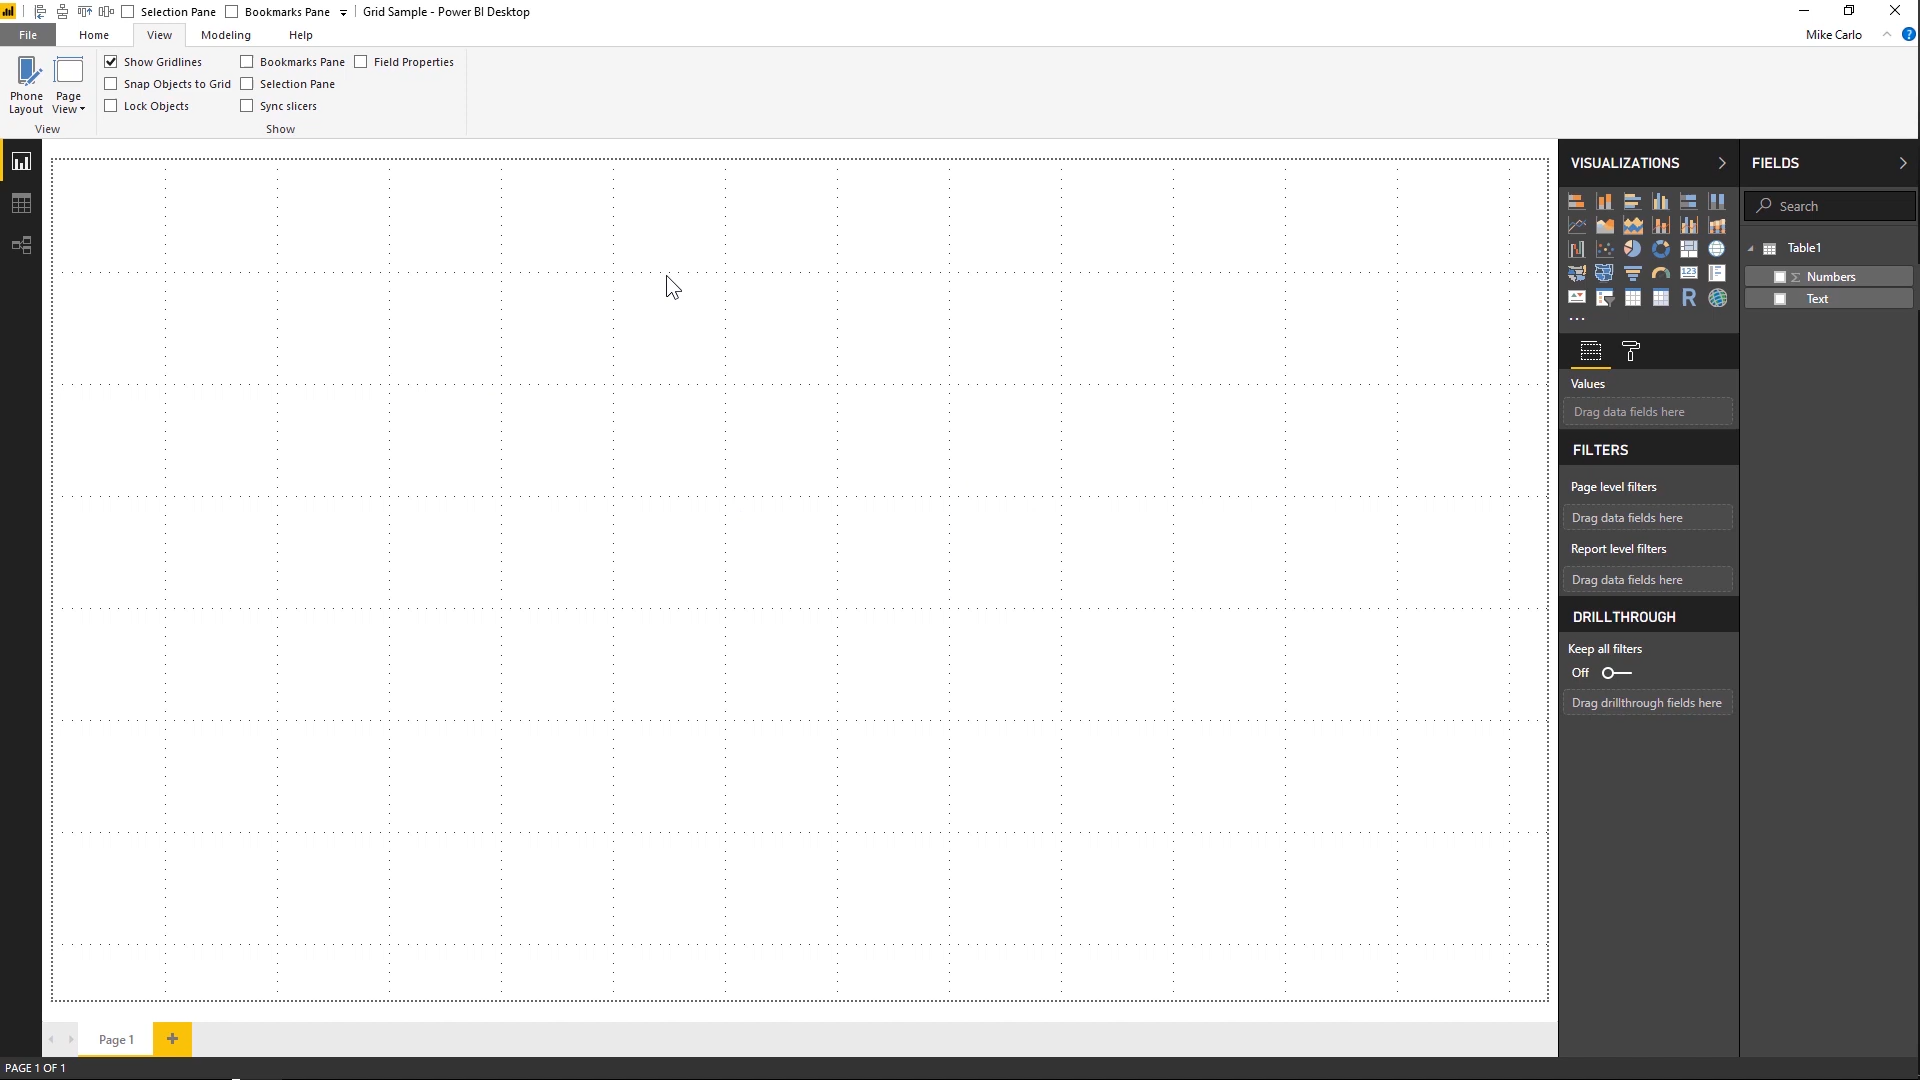 Selection Pane Bookmarks Pane Grid Sample - Power BI Desktop
File Home View Modeling Help Mike Carlo ?
Show Gridlines Bookmarks Pane Field Properties
Snap Objects to Grid Selection Pane
Lock Objects Sync slicers
Phone Layout
Page View
View Show
VISUALIZATIONS
123
R
...
Values
Drag data fields here
FILTERS
Page level filters
Drag data fields here
Report level filters
Drag data fields here
DRILLTHROUGH
Keep all filters
Off
Drag drillthrough fields here
FIELDS
Search
Table1
Σ Numbers
Text
Page 1 +
PAGE 1 OF 1